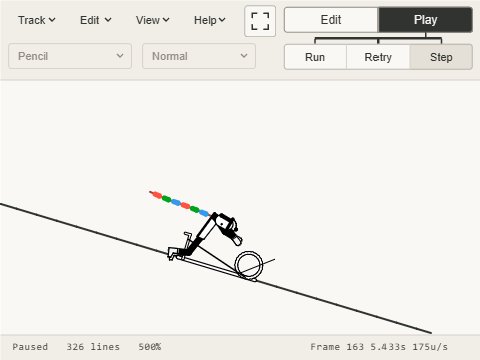 Track Edit View Help Edit Play
Pencil Normal Run Retry Step
Paused 326 lines 500% Frame 163 5.433s 175u/s